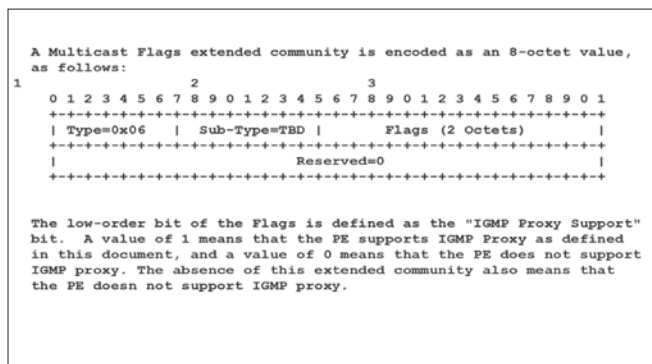 A Multicast Flags extended community is encoded as an 8-octet value,
as follows:
1 2 3
0 1 2 3 4 5 6 7 8 9 0 1 2 3 4 5 6 7 8 9 0 1 2 3 4 5 6 7 8 9 0 1
+-+-+-+-+-+-+-+-+-+-+-+-+-+-+-+-+-+-+-+-+-+-+-+-+-+-+-+-+-+-+-+
| Type=0x06 | Sub-Type=TBD | Flags (2 Octets) |
+-+-+-+-+-+-+-+-+-+-+-+-+-+-+-+-+-+-+-+-+-+-+-+-+-+-+-+-+-+-+-+
| Reserved=0 |
+-+-+-+-+-+-+-+-+-+-+-+-+-+-+-+-+-+-+-+-+-+-+-+-+-+-+-+-+-+-+-+
The low-order bit of the Flags is defined as the "IGMP Proxy Support"
bit. A value of 1 means that the PE supports IGMP Proxy as defined
in this document, and a value of 0 means that the PE does not support
IGMP proxy. The absence of this extended community also means that
the PE doesn not support IGMP proxy.